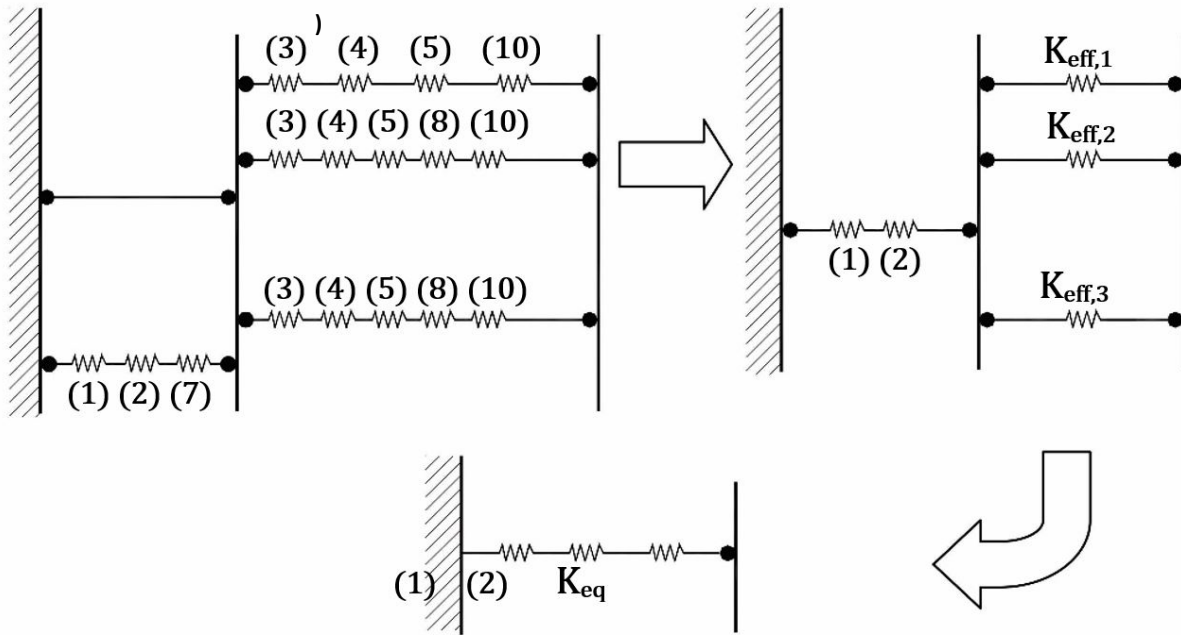 )
(3) (4) (5) (10)
(3) (4) (5) (8) (10)
(3) (4) (5) (8) (10)
(1) (2) (7)
K_eff,1
K_eff,2
(1) (2)
K_eff,3
(1) (2) K_eq